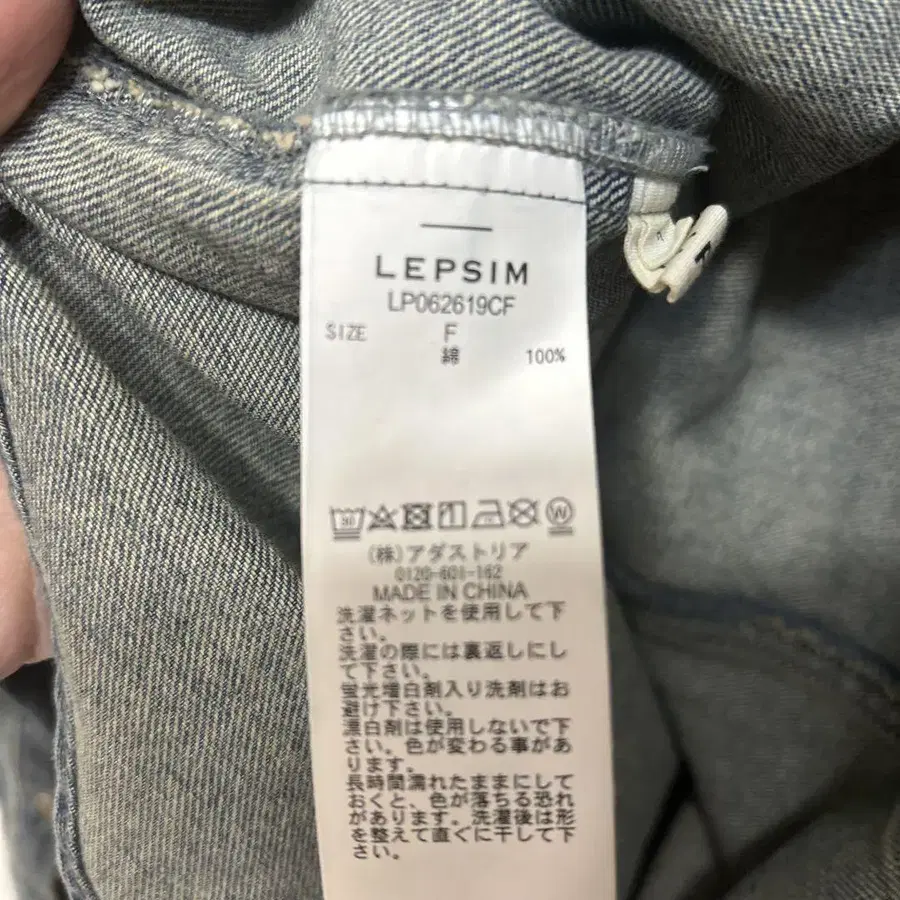 LEPSIM
LP062619CF
SIZE F
綿 100%
(株)アダストリア
0120-601-162
MADE IN CHINA
洗濯ネットを使用して下
さい。
洗濯の際には裏返しにし
て下さい。
蛍光増白剤入り洗剤はお
避け下さい。
漂白剤は使用しないで下
さい。色が変わる事があ
ります。
長時間濡れたままにして
おくと、色が落ちる恐れ
があります。洗濯後は形
を整えて直ぐに干して下
さい。